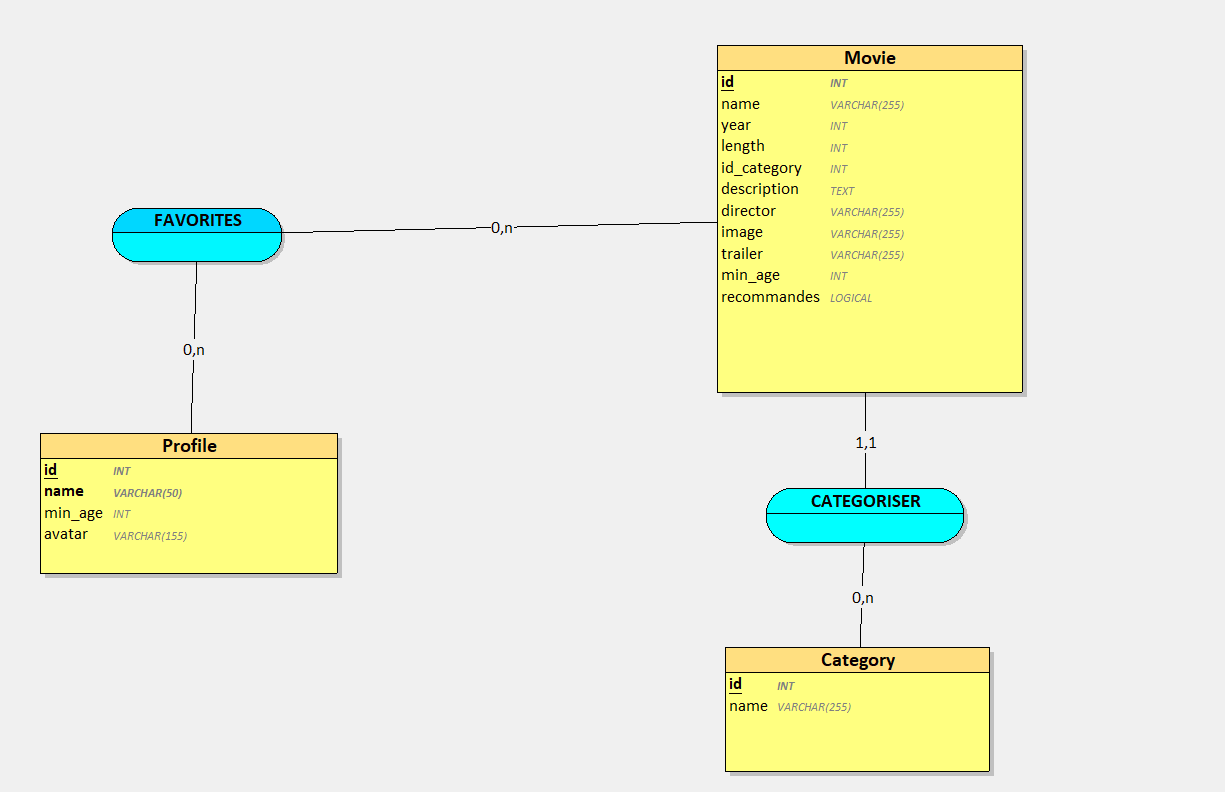 Movie
id INT
name VARCHAR(255)
year INT
length INT
id_category INT
description TEXT
director VARCHAR(255)
image VARCHAR(255)
trailer VARCHAR(255)
min_age INT
recommandes LOGICAL
FAVORITES
0,n
0,n
Profile
id INT
name VARCHAR(50)
min_age INT
avatar VARCHAR(155)
1,1
CATEGORISER
0,n
Category
id INT
name VARCHAR(255)